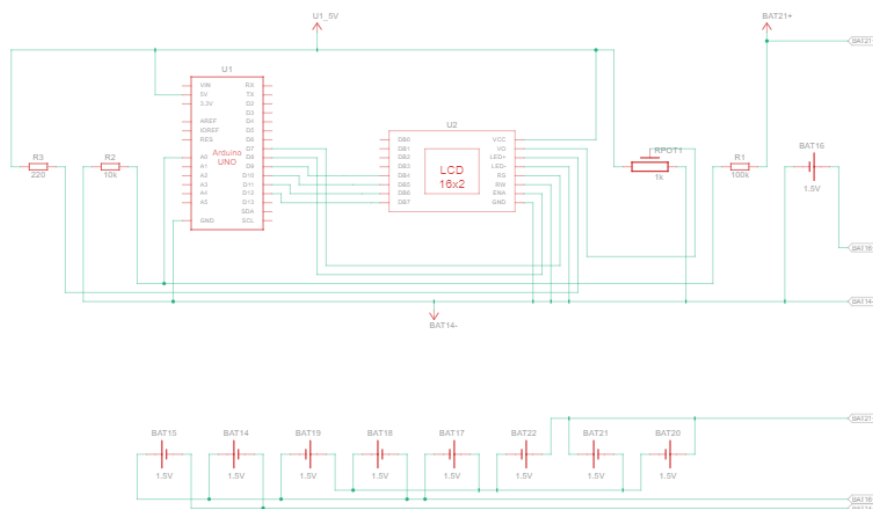 U1_5V
BAT21+
BAT21
U1
VIN
5V
3.3V
AREF
IOREF
RES
A0
A1
A2
A3
A4
A5
GND
Arduino
UNO
RX
TX
D2
D3
D4
D5
D6
D7
D8
D9
D10
D11
D12
D13
SDA
SCL
U2
DB0
DB1
DB2
DB3
DB4
DB5
DB6
DB7
LCD
16x2
VCC
VO
LED+
LED-
RS
RW
ENA
GND
R3
220
R2
10k
RPOT1
1k
R1
100k
BAT16
1.5V
BAT16
BAT14-
BAT14-
BAT21
BAT15
1.5V
BAT14
1.5V
BAT19
1.5V
BAT18
1.5V
BAT17
1.5V
BAT22
1.5V
BAT21
1.5V
BAT20
1.5V
BAT16